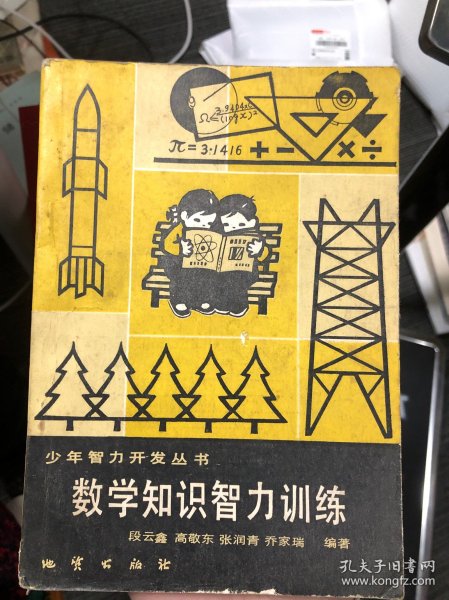 π=3.1416
+-×÷
少年智力开发丛书
数学知识智力训练
段云鑫 高敬东 张润青 乔家瑞 编著
地质出版社
孔夫子旧书网
kongfz.com